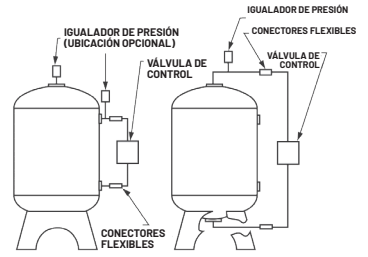 IGUALADOR DE PRESIÓN
(UBICACIÓN OPCIONAL)
VÁLVULA DE
CONTROL
CONECTORES
FLEXIBLES
IGUALADOR DE PRESIÓN
CONECTORES FLEXIBLES
VÁLVULA DE
CONTROL